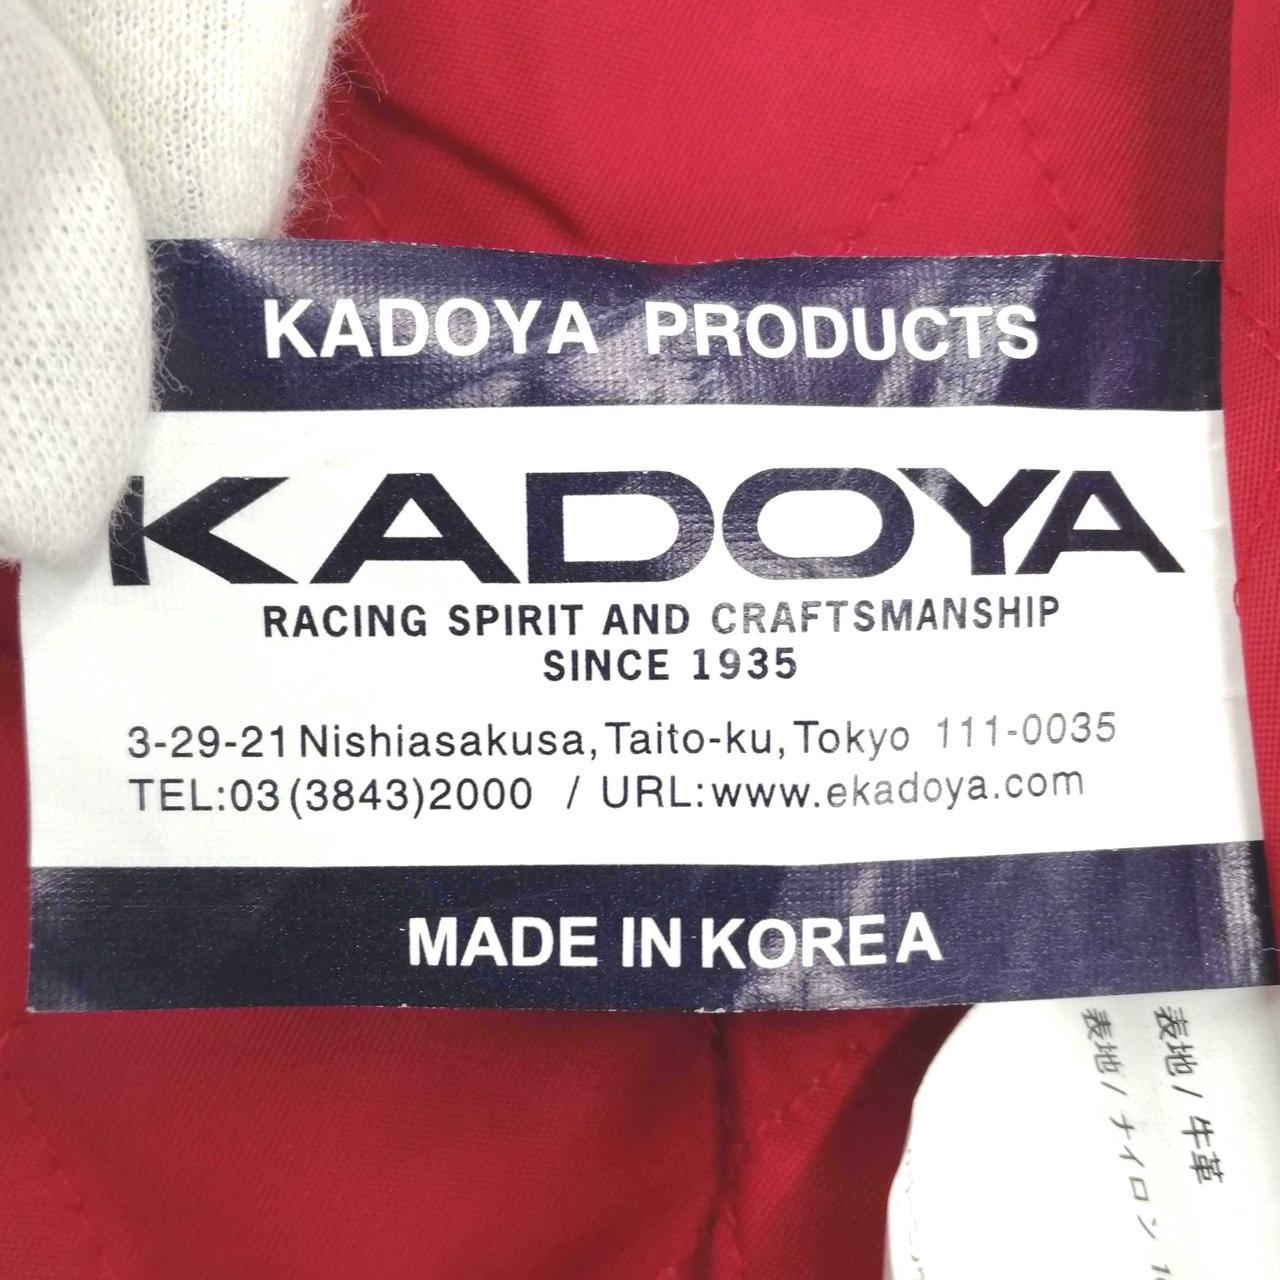 KADOYA PRODUCTS
KADOYA
RACING SPIRIT AND CRAFTSMANSHIP
SINCE 1935
3-29-21 Nishiasakusa, Taito-ku, Tokyo 111-0035
TEL:03(3843)2000 / URL:www.ekadoya.com
MADE IN KOREA
表地/牛革
表地/ナイロン